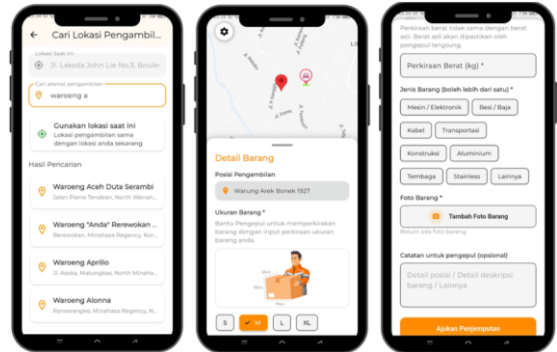 Cari Lokasi Pengambil...
Lokasi Saat Ini
Jl. Lakoda John Lie No.3, Boulev
Cari alamat pengambilan
waroeng a
Gunakan lokasi saat ini
Lokasi pengambilan sama
dengan lokasi anda sekarang
Hasil Pencarian
Waroeng Aceh Duta Serambi
Jalan Pierre Tendean, North Wenan...
Waroeng "Anda" Rerewokan ...
Rerewokan, Minahasa Regency, Nor...
Waroeng Aprilio
Jl. Asoka, Matungkas, North Minaha...
Waroeng Alonna
Ranowangko, Minahasa Regency, N...
Detail Barang
Posisi Pengambilan
Warung Arek Bonek 1927
Ukuran Barang *
Bantu Pengepul untuk memperkirakan
barang dengan input perkiraan ukuran
barang anda.
S
M
L
XL
Perkiraan berat tidak sama dengan berat
asli. Berat asli akan dipastikan oleh
pengepul langsung.
Perkiraan Berat (kg) *
Jenis Barang (boleh lebih dari satu) *
Mesin / Elektronik
Besi / Baja
Kabel
Transportasi
Konstruksi
Aluminium
Tembaga
Stainless
Lainnya
Foto Barang *
Tambah Foto Barang
Belum ada foto barang
Catatan untuk pengepul (opsional)
Detail posisi / Detail deskripsi
barang / Lainnya
Ajukan Penjemputan